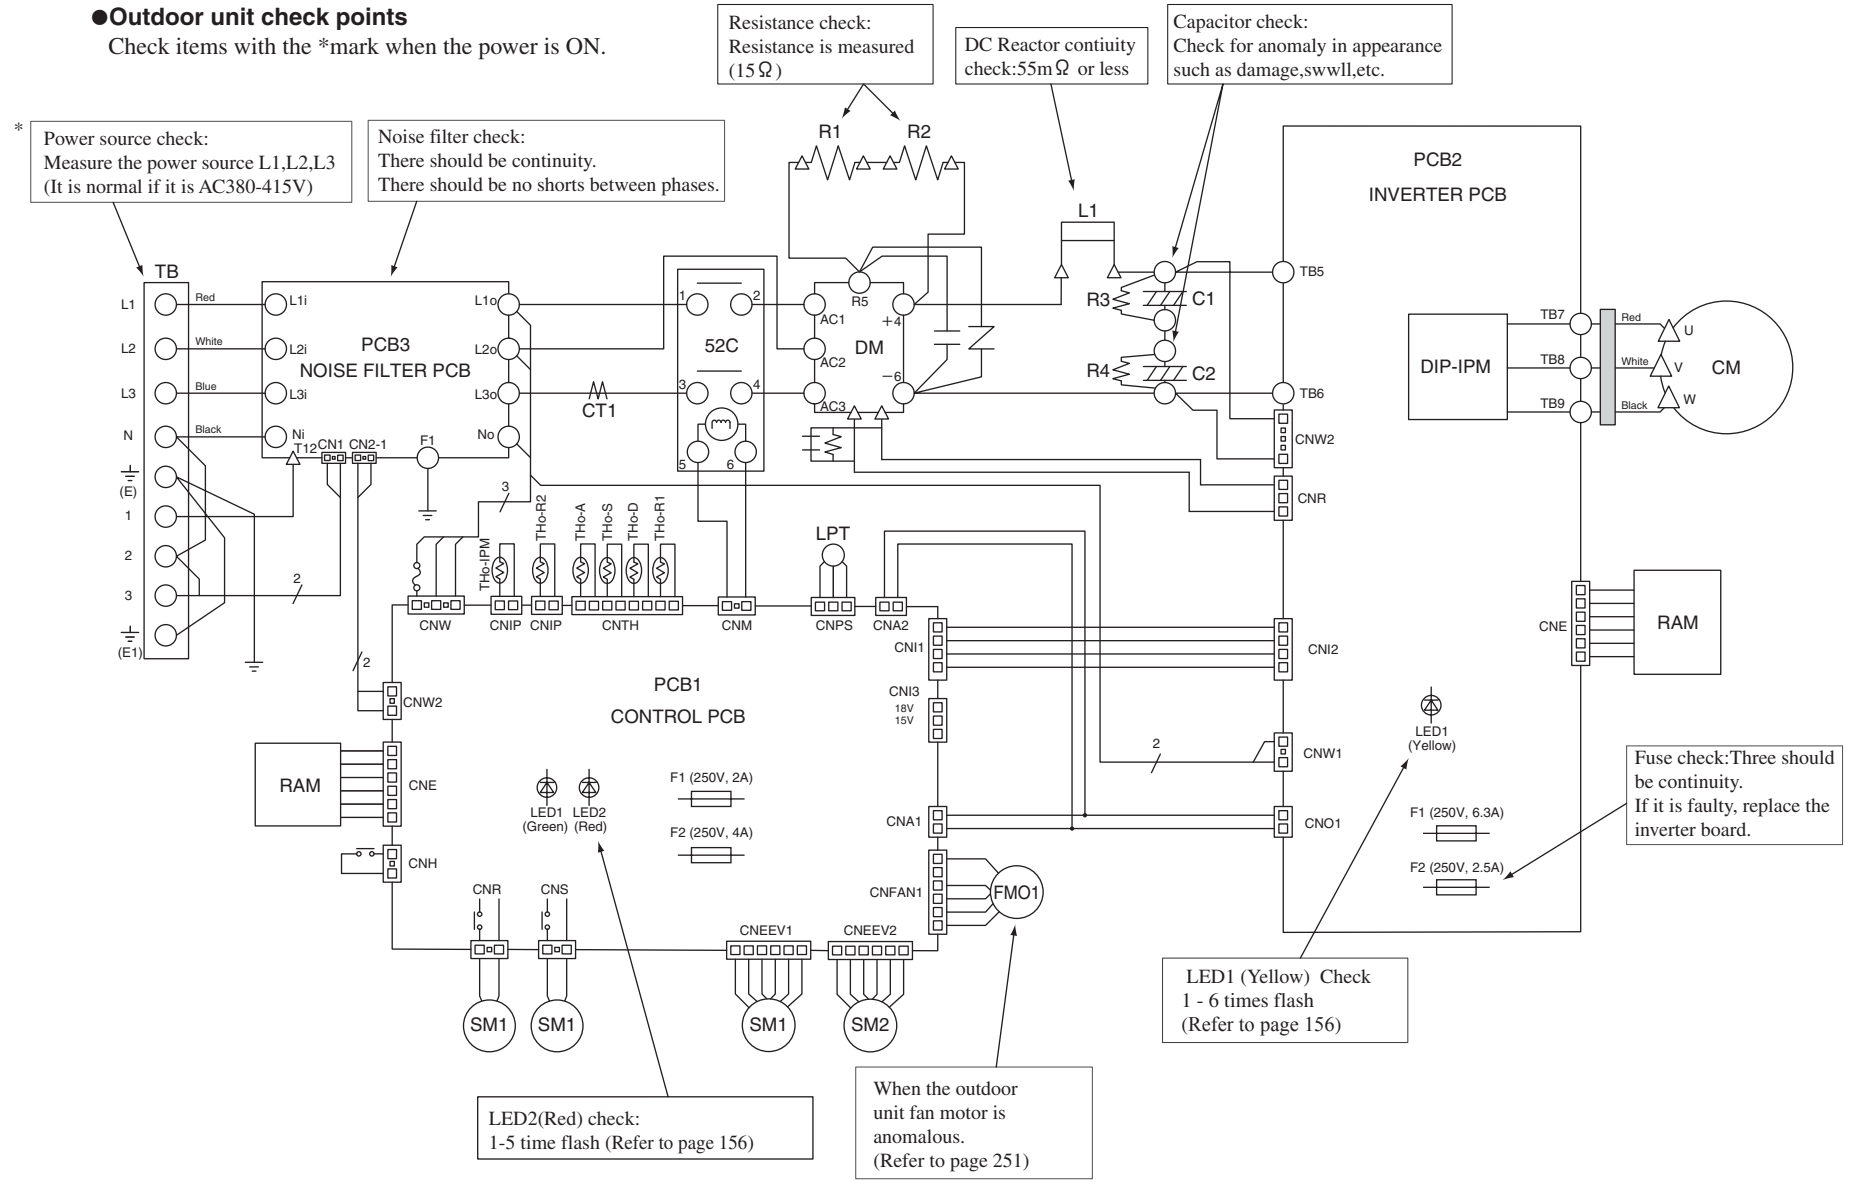 ●Outdoor unit check points
Check items with the *mark when the power is ON.
Resistance check:
Resistance is measured
(15Ω)
DC Reactor contiuity
check:55mΩ or less
Capacitor check:
Check for anomaly in appearance
such as damage,swwll,etc.
*
Power source check:
Measure the power source L1,L2,L3
(It is normal if it is AC380-415V)
Noise filter check:
There should be continuity.
There should be no shorts between phases.
R1
R2
L1
TB
L1
L2
L3
N
(E)
1
2
3
(E1)
Red
White
Blue
Black
L1i
L2i
L3i
Ni
PCB3
NOISE FILTER PCB
L1o
L2o
L3o
No
T12
CN1
CN2-1
F1
CT1
1
2
52C
3
4
5
6
R5
AC1
+4
DM
AC2
−6
AC3
R3
C1
R4
C2
PCB2
INVERTER PCB
TB5
TB6
CNW2
CNR
DIP-IPM
TB7
TB8
TB9
Red
White
Black
U
V
W
CM
3
2
2
THo-IPM
THo-R2
THo-A
THo-S
THo-D
THo-R1
LPT
CNW
CNIP
CNIP
CNTH
CNM
CNPS
CNA2
CNI1
CNI2
CNE
RAM
CNW2
PCB1
CONTROL PCB
CNI3
18V
15V
2
CNW1
LED1
(Yellow)
RAM
CNE
LED1
(Green)
LED2
(Red)
F1 (250V, 2A)
F2 (250V, 4A)
CNA1
CNO1
F1 (250V, 6.3A)
F2 (250V, 2.5A)
Fuse check:Three should
be continuity.
If it is faulty, replace the
inverter board.
CNH
CNR
CNS
CNFAN1
FMO1
CNEEV1
CNEEV2
SM1
SM1
SM1
SM2
LED1 (Yellow) Check
1 - 6 times flash
(Refer to page 156)
LED2(Red) check:
1-5 time flash (Refer to page 156)
When the outdoor
unit fan motor is
anomalous.
(Refer to page 251)